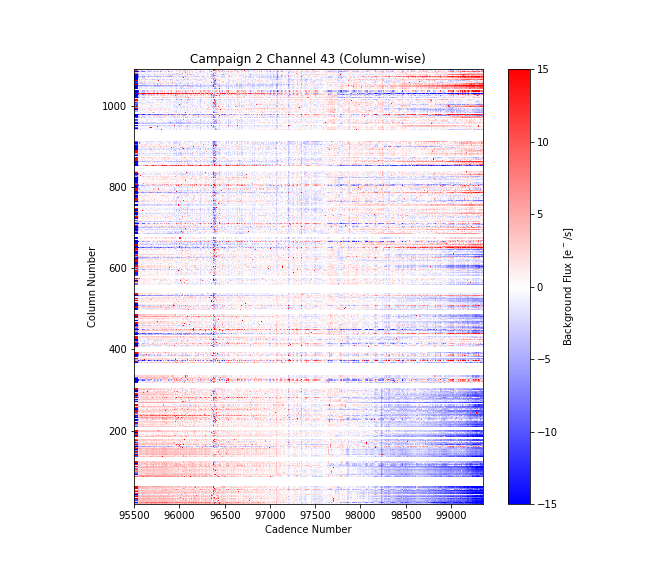 Campaign 2 Channel 43 (Column-wise)
Column Number
1000
800
600
400
200
95500 96000 96500 97000 97500 98000 98500 99000
Cadence Number
15
10
5
0
−5
−10
−15
Background Flux [e⁻/s]